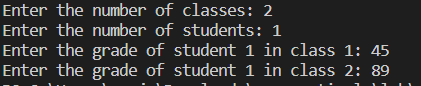 Enter the number of classes: 2
Enter the number of students: 1
Enter the grade of student 1 in class 1: 45
Enter the grade of student 1 in class 2: 89